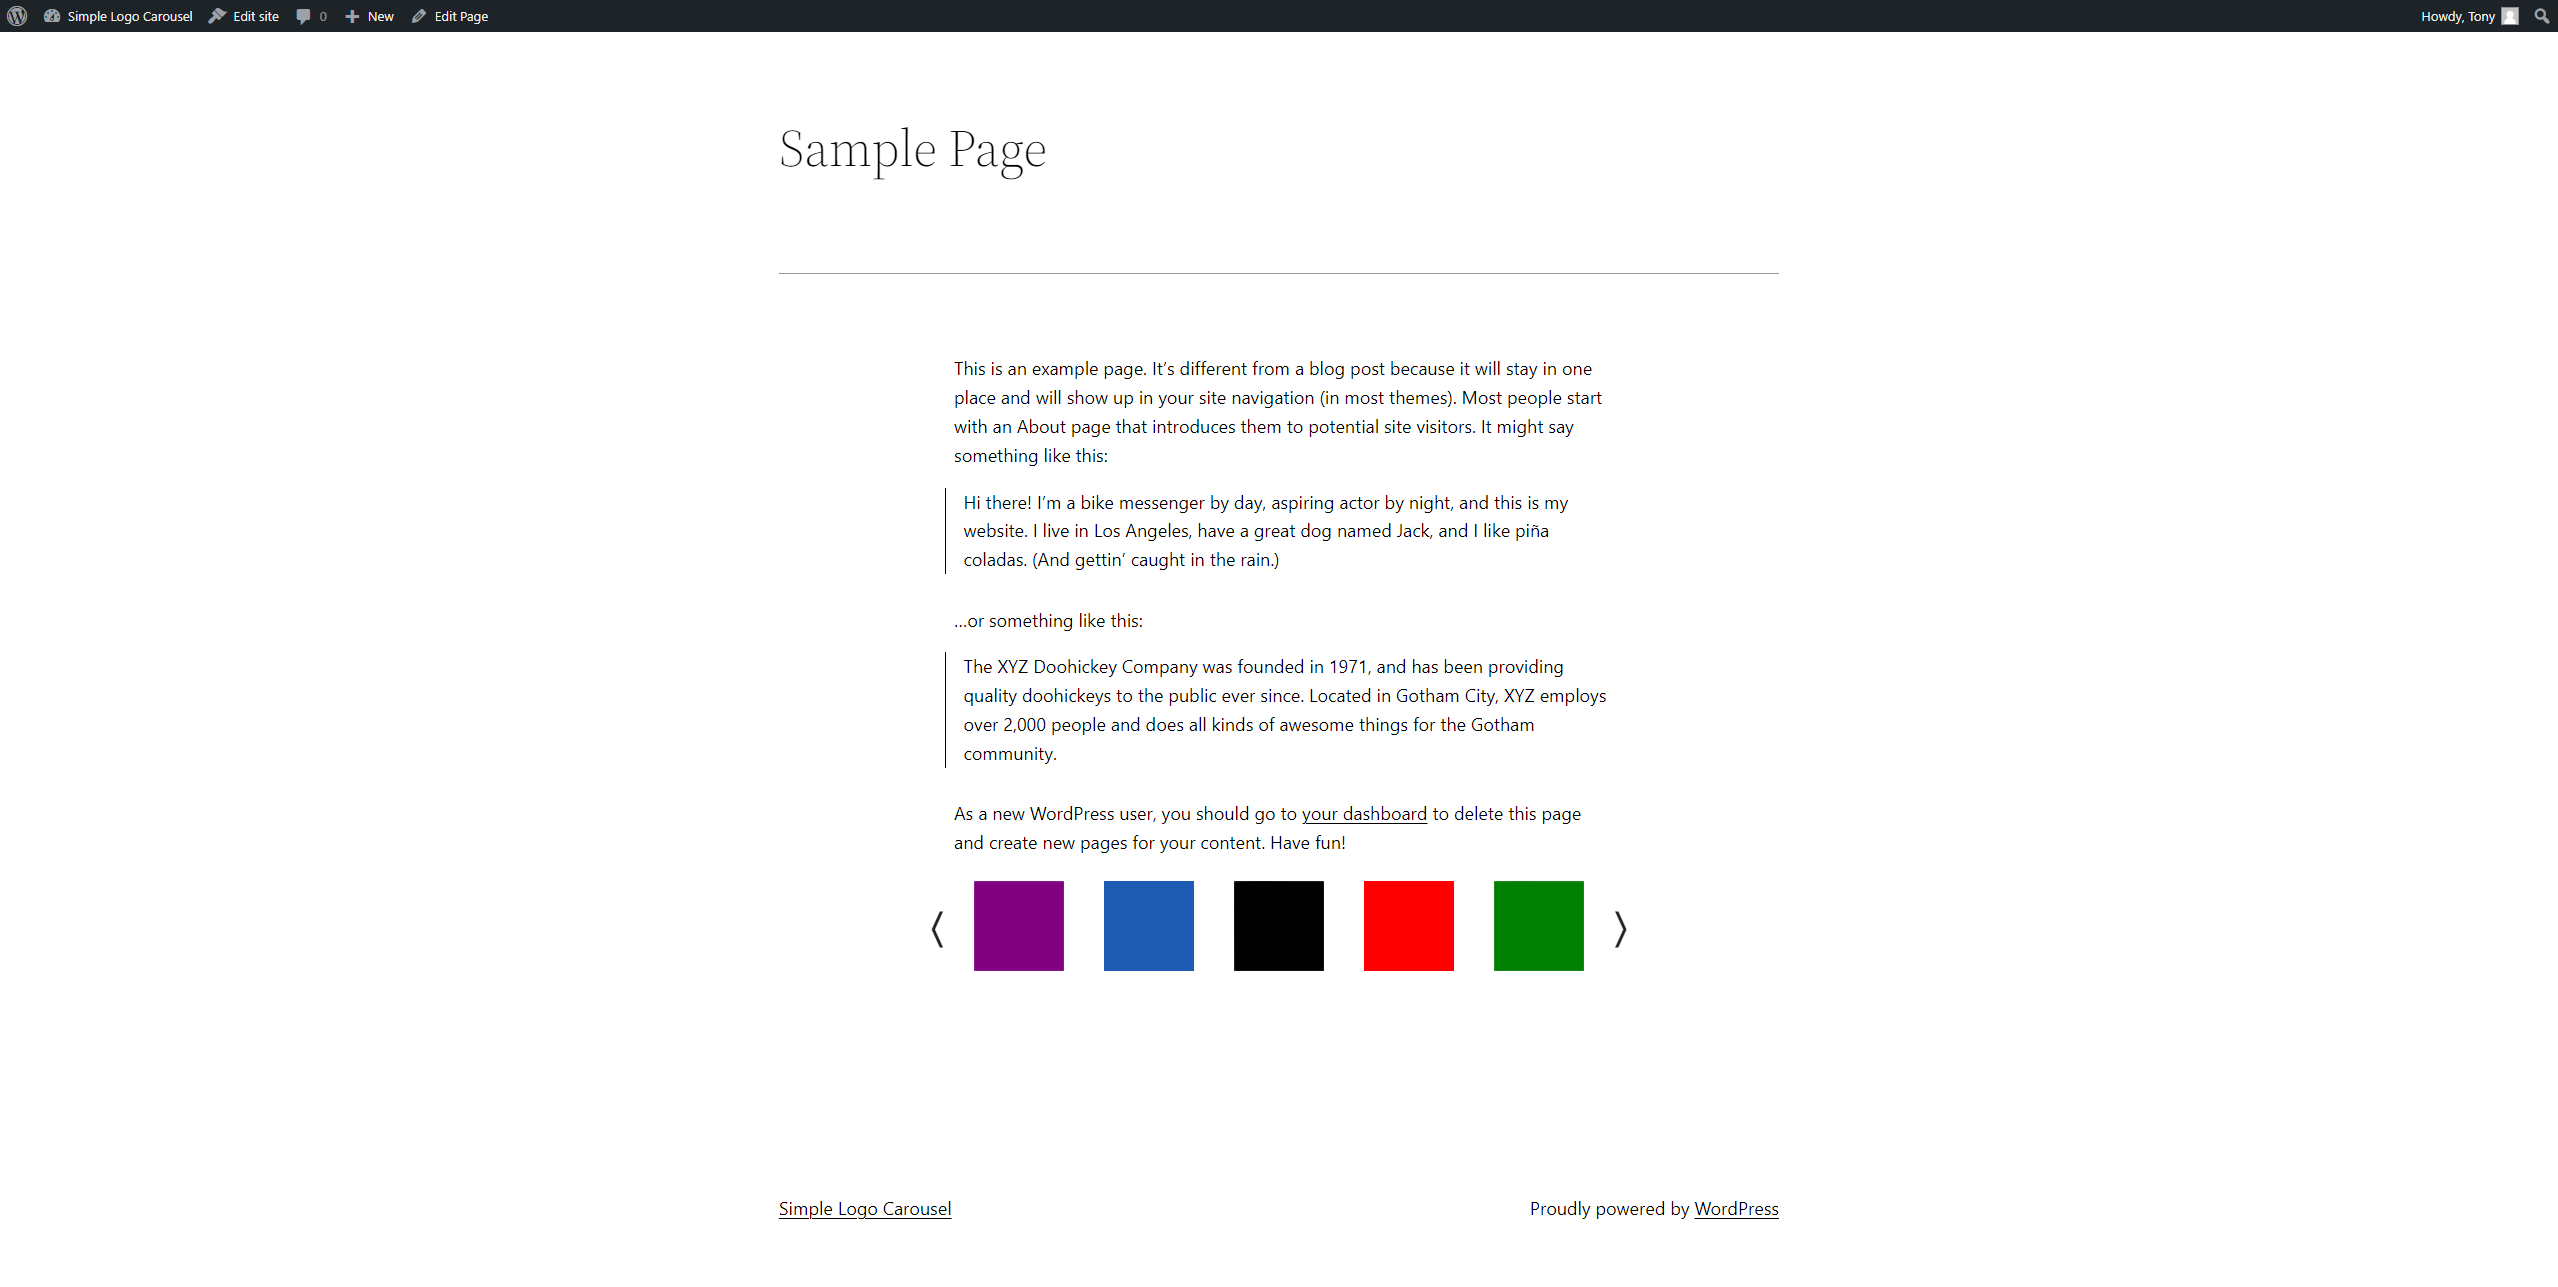 Simple Logo Carousel Edit site 0 New Edit Page Howdy, Tony
Sample Page
This is an example page. It’s different from a blog post because it will stay in one
place and will show up in your site navigation (in most themes). Most people start
with an About page that introduces them to potential site visitors. It might say
something like this:
Hi there! I’m a bike messenger by day, aspiring actor by night, and this is my
website. I live in Los Angeles, have a great dog named Jack, and I like piña
coladas. (And gettin’ caught in the rain.)
…or something like this:
The XYZ Doohickey Company was founded in 1971, and has been providing
quality doohickeys to the public ever since. Located in Gotham City, XYZ employs
over 2,000 people and does all kinds of awesome things for the Gotham
community.
As a new WordPress user, you should go to your dashboard to delete this page
and create new pages for your content. Have fun!
Simple Logo Carousel Proudly powered by WordPress